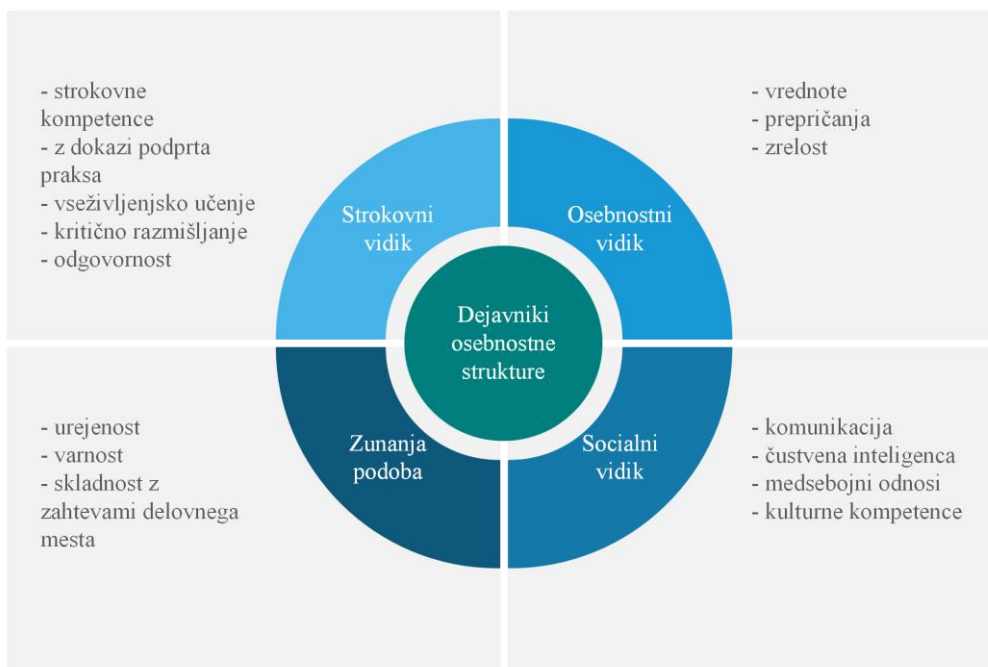 - strokovne
kompetence
- z dokazi podprta
praksa
- vseživljenjsko učenje
- kritično razmišljanje
- odgovornost
Strokovni
vidik
- vrednote
- prepričanja
- zrelost
Osebnostni
vidik
Dejavniki
osebnostne
strukture
- urejenost
- varnost
- skladnost z
zahtevami delovnega
mesta
Zunanja
podoba
Socialni
vidik
- komunikacija
- čustvena inteligenca
- medsebojni odnosi
- kulturne kompetence